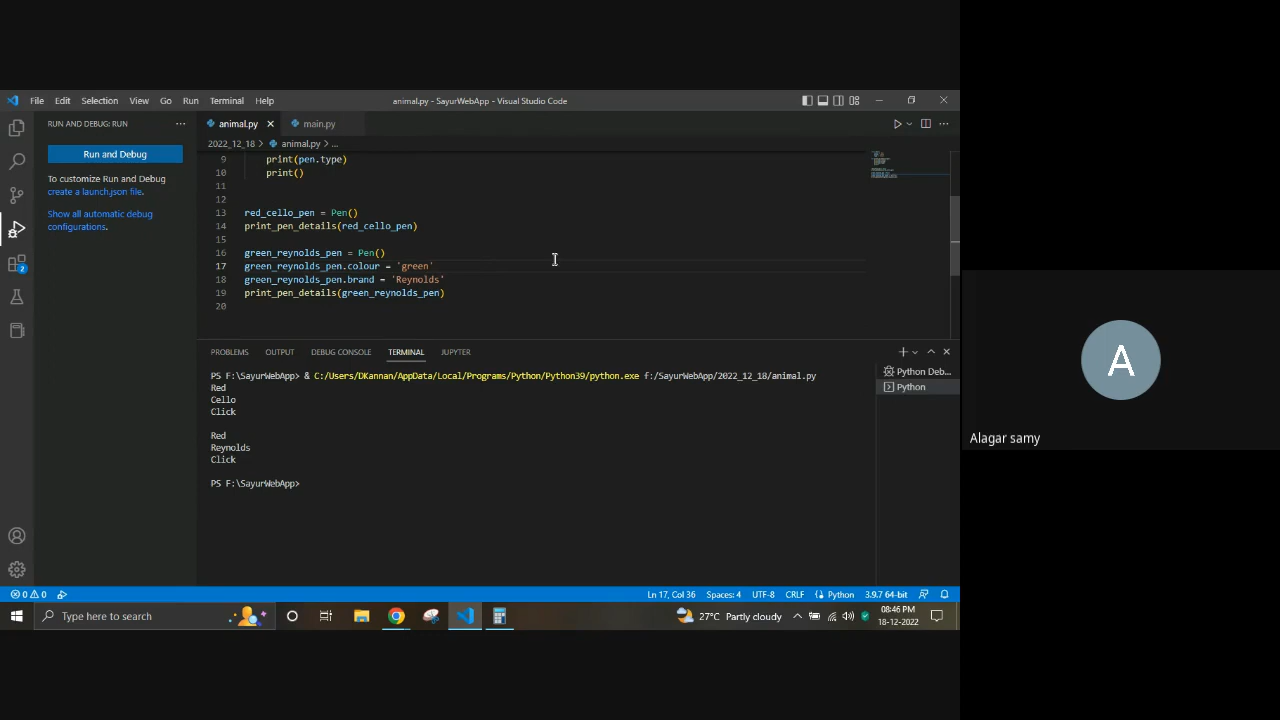 File Edit Selection View Go Run Terminal Help
animal.py - SayurWebApp - Visual Studio Code
RUN AND DEBUG: RUN
animal.py
main.py
Run and Debug
2022_12_18 > animal.py > ...
To customize Run and Debug
create a launch.json file.
Show all automatic debug
configurations.
9 print(pen.type)
10 print()
11
12
13 red_cello_pen = Pen()
14 print_pen_details(red_cello_pen)
15
16 green_reynolds_pen = Pen()
17 green_reynolds_pen.colour = 'green'
18 green_reynolds_pen.brand = 'Reynolds'
19 print_pen_details(green_reynolds_pen)
20
2
PROBLEMS OUTPUT DEBUG CONSOLE TERMINAL JUPYTER
PS F:\SayurWebApp> & C:/Users/DKannan/AppData/Local/Programs/Python/Python39/python.exe f:/SayurWebApp/2022_12_18/animal.py
Red
Cello
Click
Red
Reynolds
Click
PS F:\SayurWebApp>
Python Deb...
Python
A
Alagar samy
0 0
Ln 17, Col 36 Spaces: 4 UTF-8 CRLF Python 3.9.7 64-bit
Type here to search
27°C Partly cloudy
08:46 PM
18-12-2022